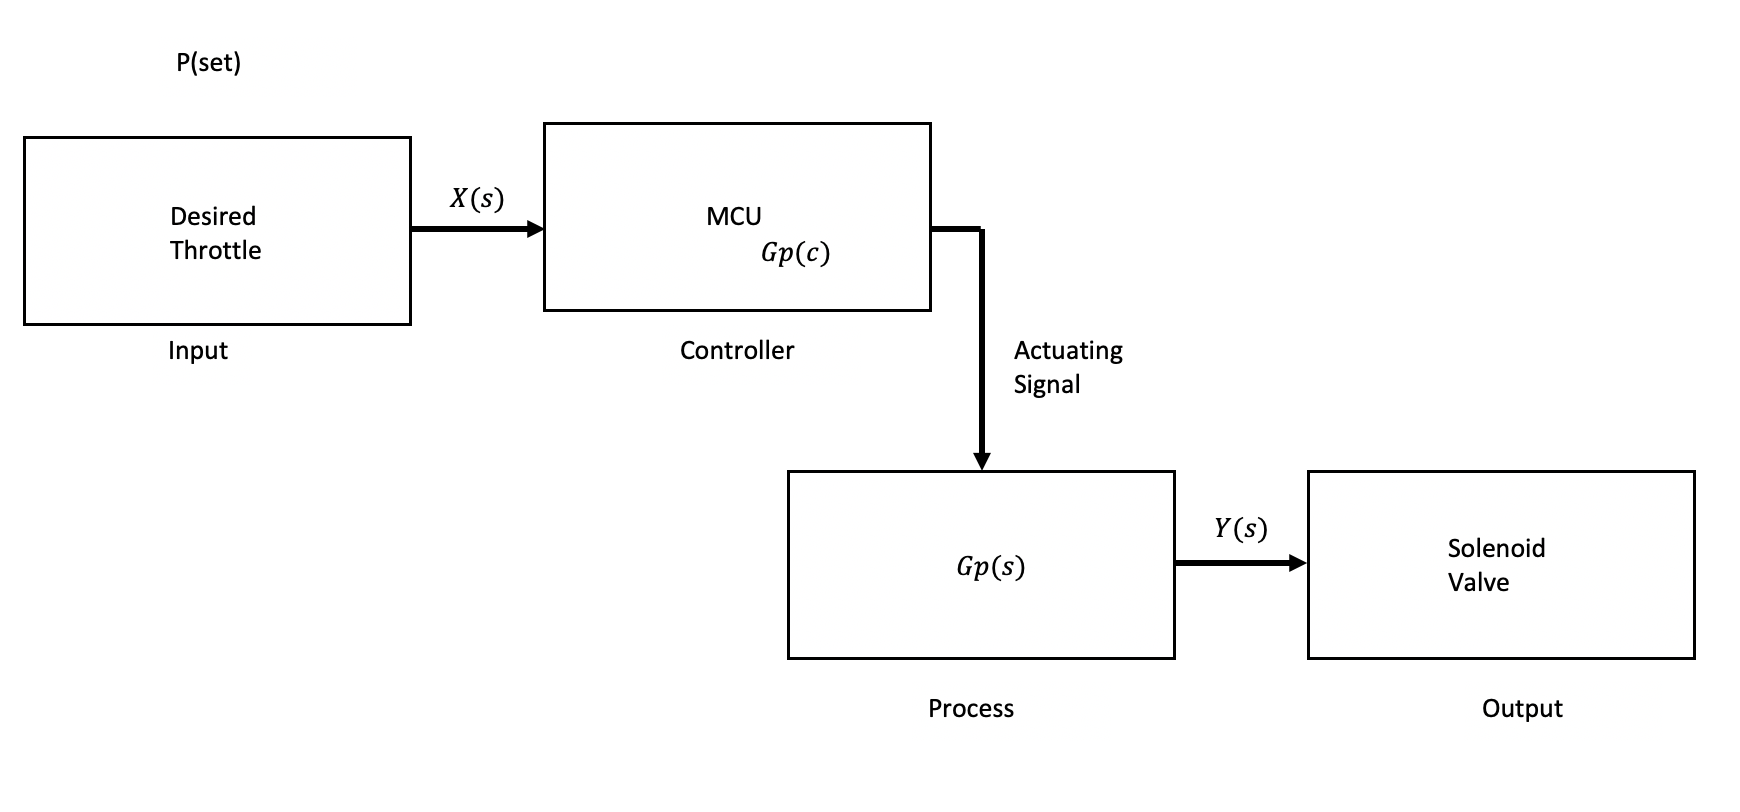 P(set)
Desired
Throttle
Input
X(s)
MCU
Gp(c)
Controller
Actuating
Signal
Gp(s)
Process
Y(s)
Solenoid
Valve
Output